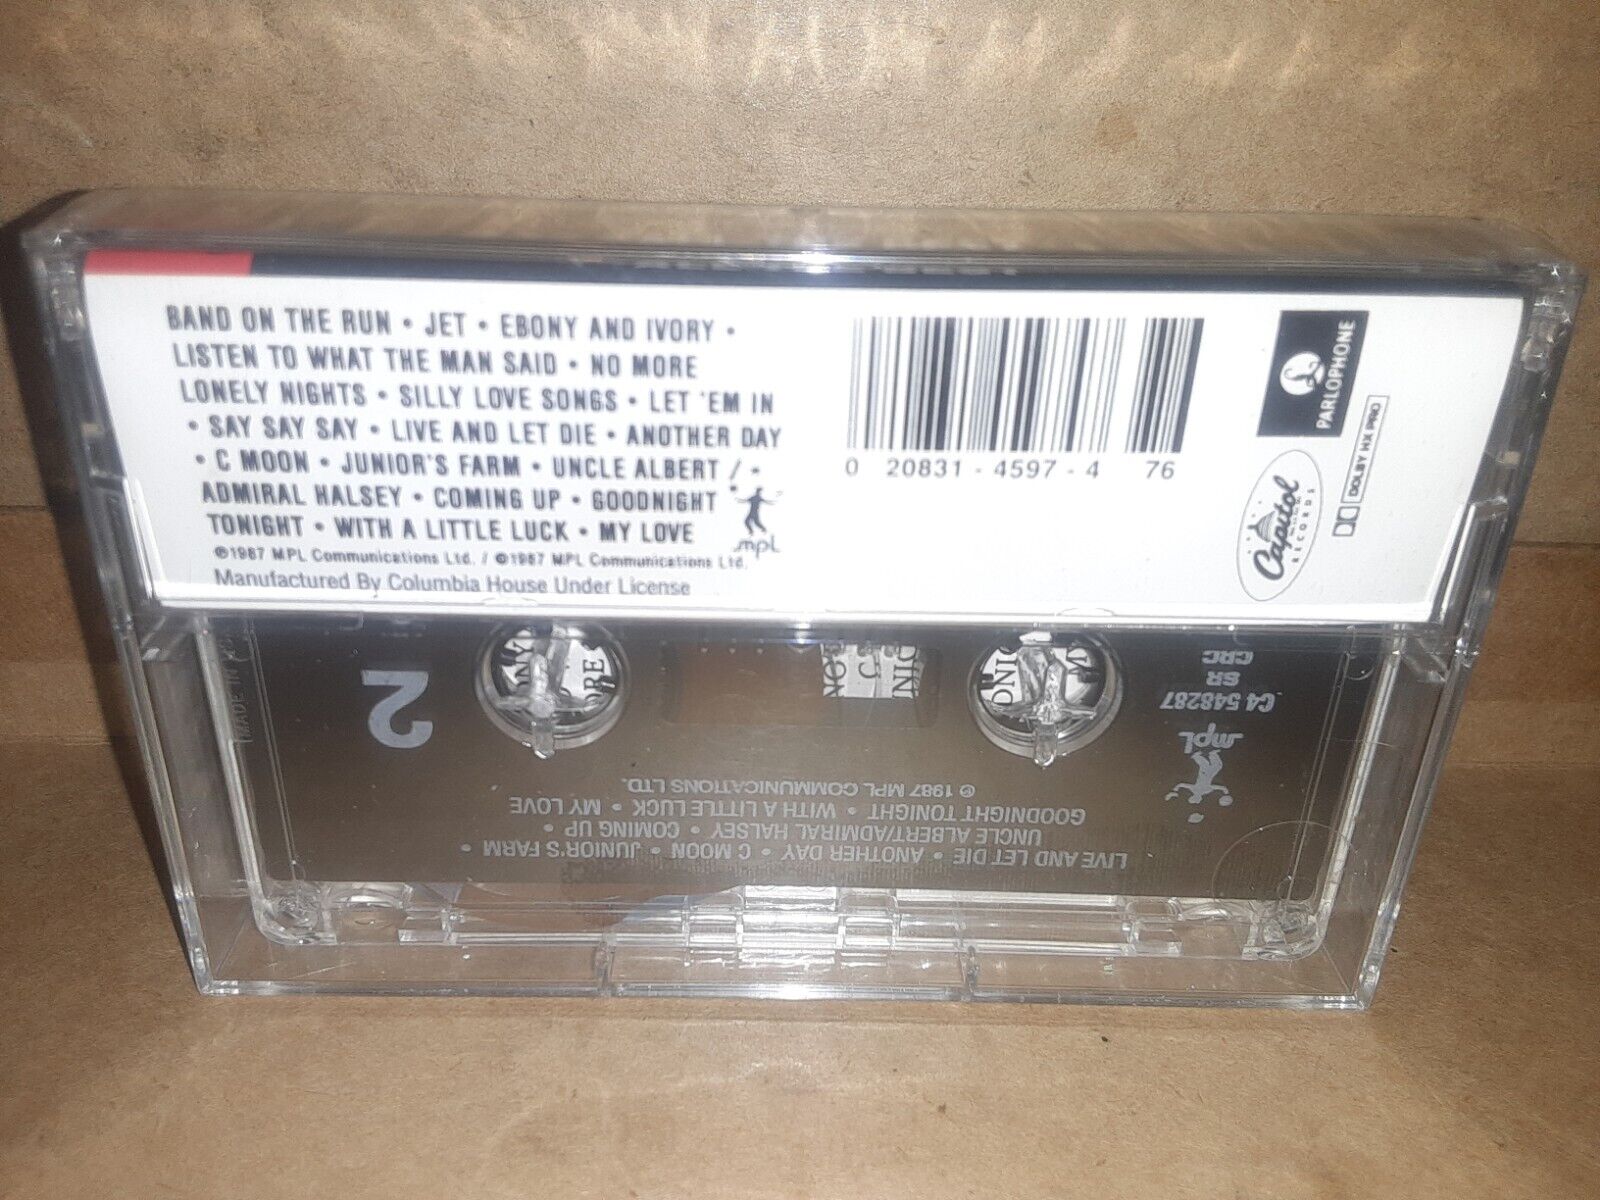 BAND ON THE RUN • JET • EBONY AND IVORY •
LISTEN TO WHAT THE MAN SAID • NO MORE
LONELY NIGHTS • SILLY LOVE SONGS • LET 'EM IN
• SAY SAY SAY • LIVE AND LET DIE • ANOTHER DAY
• C MOON • JUNIOR'S FARM • UNCLE ALBERT /
ADMIRAL HALSEY • COMING UP • GOODNIGHT
TONIGHT • WITH A LITTLE LUCK • MY LOVE
mpL
℗1987 MPL Communications Ltd. / ©1987 MPL Communications Ltd.
Manufactured By Columbia House Under License
0 20831 - 4597 - 4 76
PARLOPHONE
DOLBY HX PRO
Capitol
RECORDS
2
MADE IN
C4 548287
SR
CRC
mpL
LIVE AND LET DIE • ANOTHER DAY • C MOON • JUNIOR'S FARM •
UNCLE ALBERT/ADMIRAL HALSEY • COMING UP •
GOODNIGHT TONIGHT • WITH A LITTLE LUCK • MY LOVE
℗ 1987 MPL COMMUNICATIONS LTD.